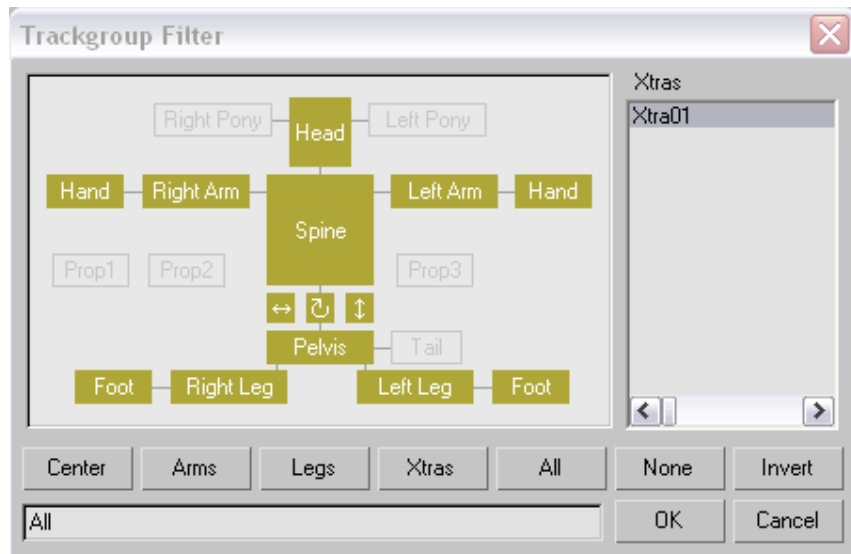 Trackgroup Filter
Xtras
Xtra01
Right Pony Head Left Pony
Hand Right Arm Left Arm Hand
Spine
Prop1 Prop2 Prop3
Pelvis Tail
Foot Right Leg Left Leg Foot
Center Arms Legs Xtras All None Invert
All OK Cancel